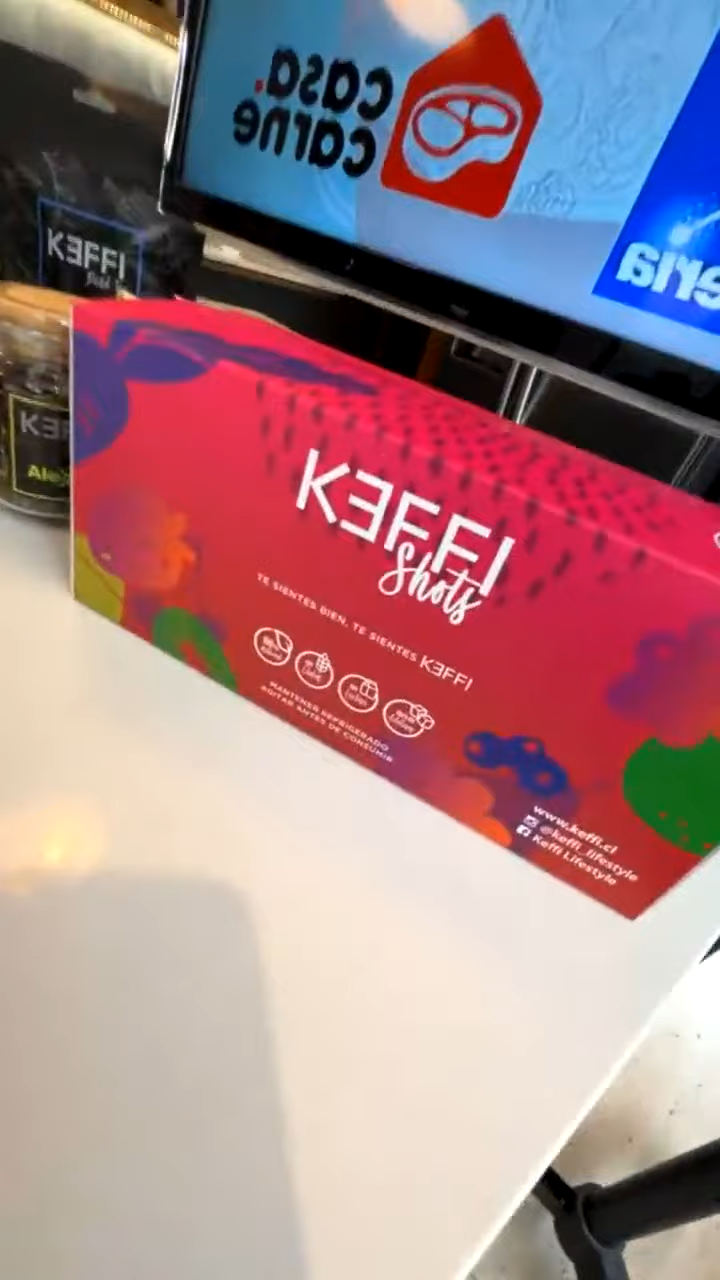 casa.
carne
KEFFI
KEFFI
Shots
TE SIENTES BIEN, TE SIENTES KEFFI
MANTENER REFRIGERADO
AGITAR ANTES DE CONSUMIR
www.keffi.cl
@keffi_lifestyle
Keffi Lifestyle